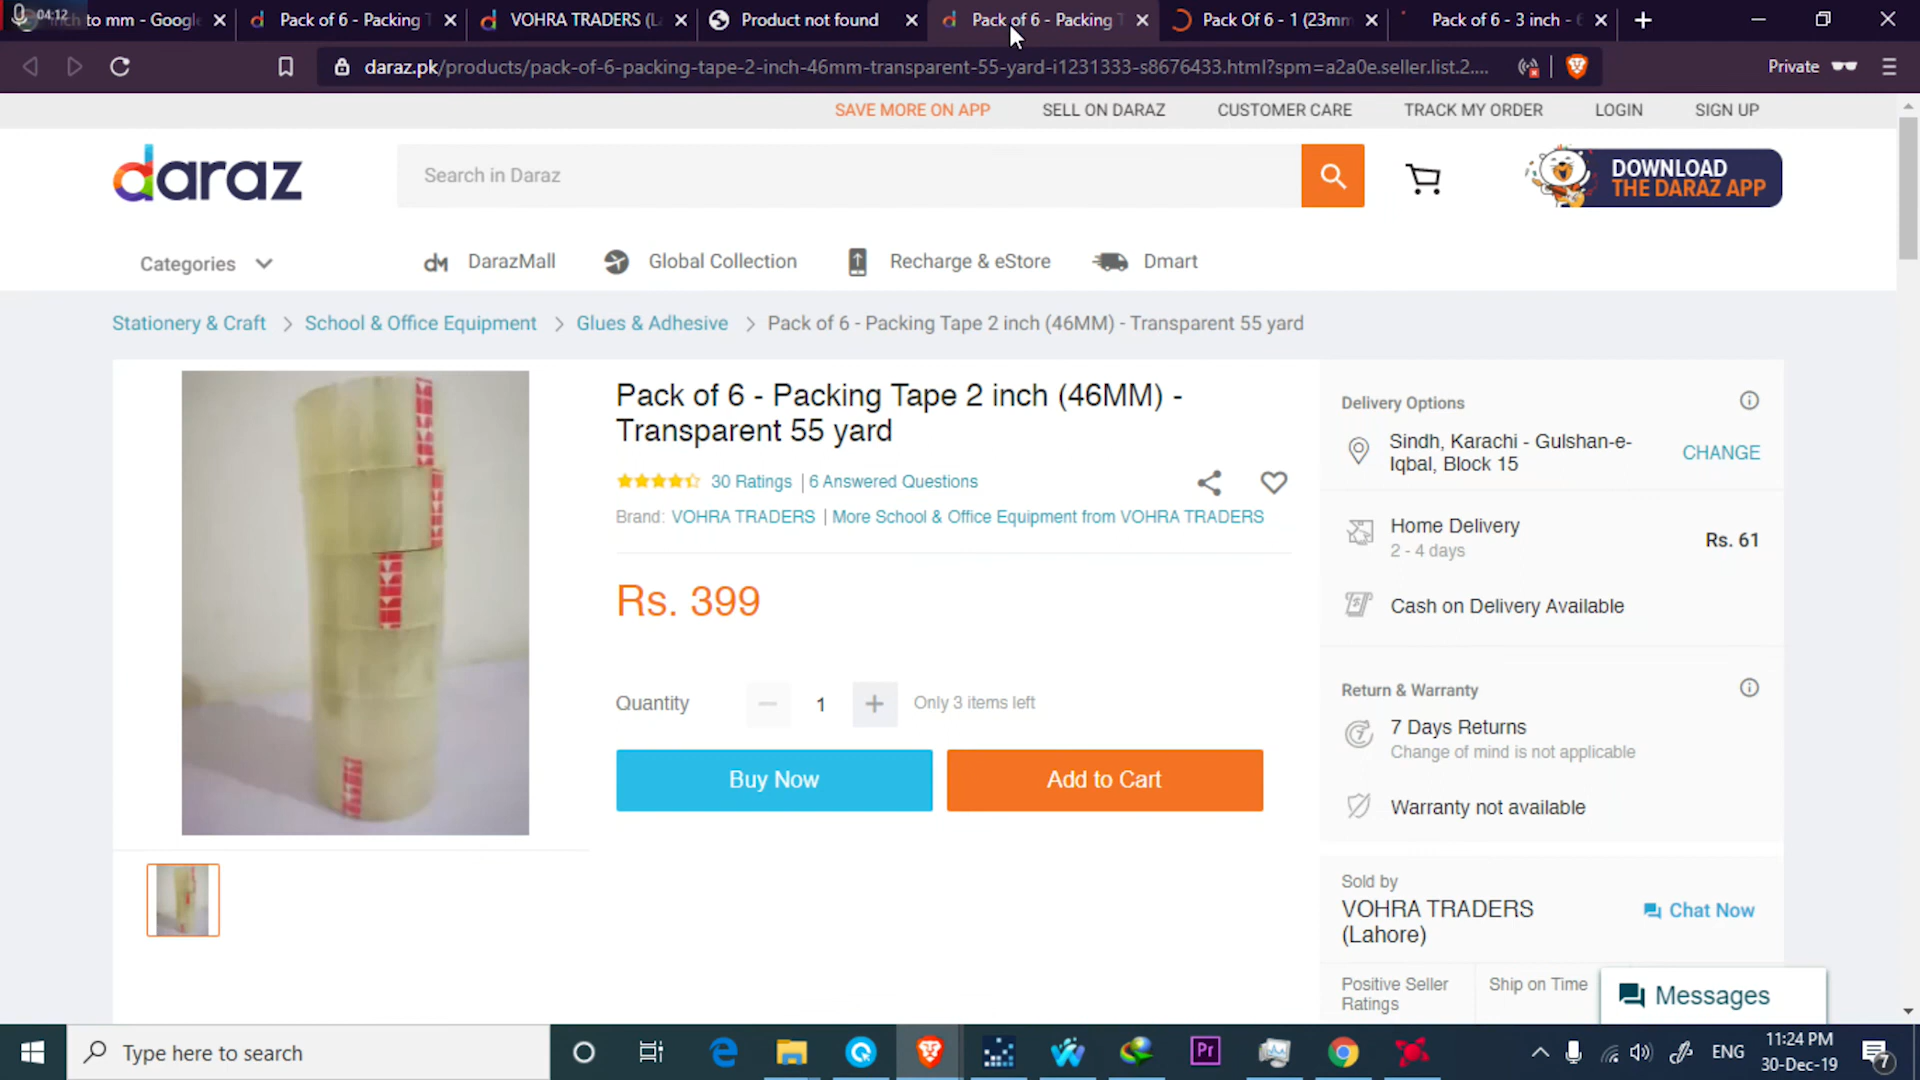 04:12
inch to mm - Google
Pack of 6 - Packing T
VOHRA TRADERS (L
Product not found
Pack of 6 - Packing T
Pack Of 6 - 1 (23mm
Pack of 6 - 3 inch - 6
daraz.pk/products/pack-of-6-packing-tape-2-inch-46mm-transparent-55-yard-i1231333-s8676433.html?spm=a2a0e.seller.list.2....
Private
SAVE MORE ON APP
SELL ON DARAZ
CUSTOMER CARE
TRACK MY ORDER
LOGIN
SIGN UP
daraz
Search in Daraz
DOWNLOAD
THE DARAZ APP
Categories
DarazMall
Global Collection
Recharge & eStore
Dmart
Stationery & Craft > School & Office Equipment > Glues & Adhesive > Pack of 6 - Packing Tape 2 inch (46MM) - Transparent 55 yard
Pack of 6 - Packing Tape 2 inch (46MM) -
Transparent 55 yard
30 Ratings | 6 Answered Questions
Brand: VOHRA TRADERS | More School & Office Equipment from VOHRA TRADERS
Rs. 399
Quantity
1
Only 3 items left
Buy Now
Add to Cart
Delivery Options
Sindh, Karachi - Gulshan-e-
Iqbal, Block 15
CHANGE
Home Delivery
2 - 4 days
Rs. 61
Cash on Delivery Available
Return & Warranty
7 Days Returns
Change of mind is not applicable
Warranty not available
Sold by
VOHRA TRADERS
(Lahore)
Chat Now
Positive Seller
Ratings
Ship on Time
Messages
Type here to search
Pr
ENG
11:24 PM
30-Dec-19
7